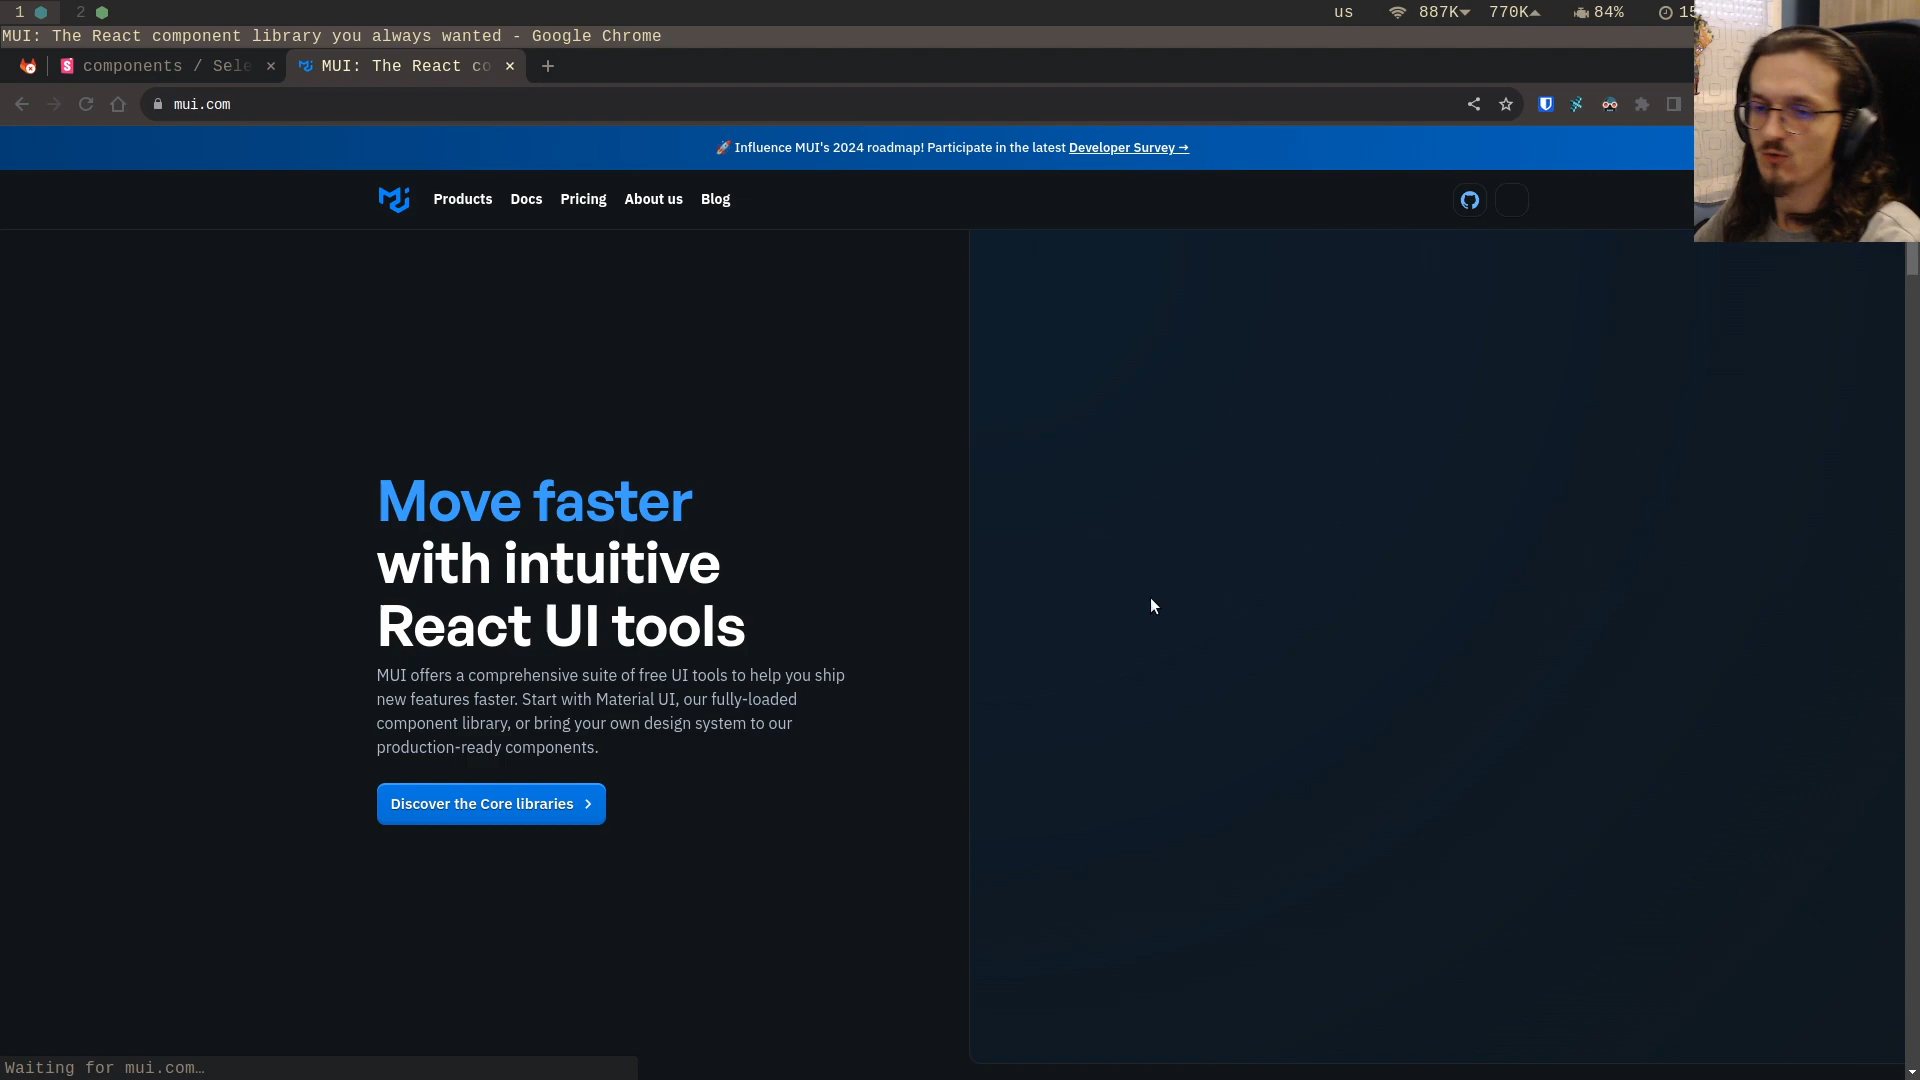 1 2 us 887K 770K 84% 15
MUI: The React component library you always wanted - Google Chrome
components / Sele MUI: The React co
mui.com
🚀 Influence MUI's 2024 roadmap! Participate in the latest Developer Survey →
Products Docs Pricing About us Blog
Move faster
with intuitive
React UI tools
MUI offers a comprehensive suite of free UI tools to help you ship
new features faster. Start with Material UI, our fully-loaded
component library, or bring your own design system to our
production-ready components.
Discover the Core libraries
Waiting for mui.com…